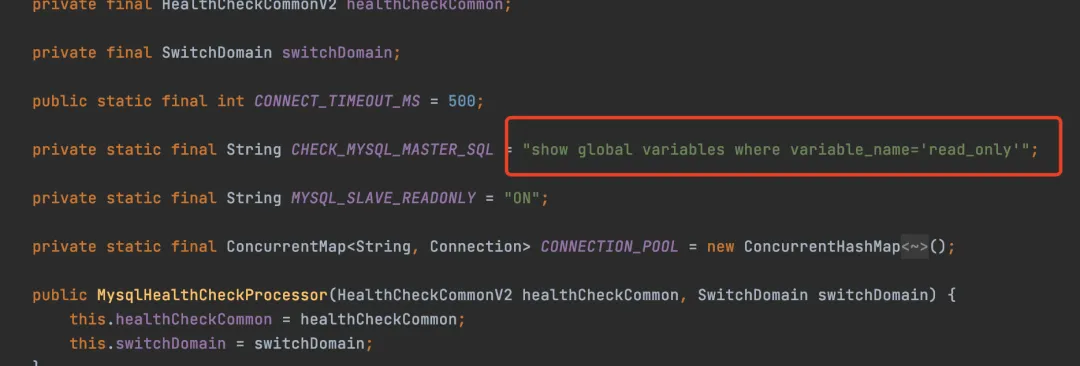 private final HealthCheckCommonV2 healthCheckCommon;
private final SwitchDomain switchDomain;
public static final int CONNECT_TIMEOUT_MS = 500;
private static final String CHECK_MYSQL_MASTER_SQL = "show global variables where variable_name='read_only'";
private static final String MYSQL_SLAVE_READONLY = "ON";
private static final ConcurrentMap<String, Connection> CONNECTION_POOL = new ConcurrentHashMap<~>();
public MysqlHealthCheckProcessor(HealthCheckCommonV2 healthCheckCommon, SwitchDomain switchDomain) {
this.healthCheckCommon = healthCheckCommon;
this.switchDomain = switchDomain;
}